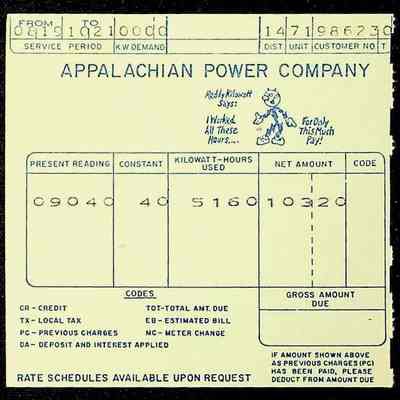 FROM TO
0819 1021 0000 1471986230
SERVICE PERIOD K.W. DEMAND DIST UNIT CUSTOMER NO T
APPALACHIAN POWER COMPANY
Reddy Kilowatt
Says:
I Worked
All These
Hours....
For Only
This Much
Pay!
PRESENT READING CONSTANT KILOWATT-HOURS USED NET AMOUNT CODE
09040 40 5160 10320
CODES
CR - CREDIT TOT-TOTAL AMT. DUE
TX - LOCAL TAX EB - ESTIMATED BILL
PC - PREVIOUS CHARGES MC - METER CHANGE
DA - DEPOSIT AND INTEREST APPLIED
GROSS AMOUNT
DUE
IF AMOUNT SHOWN ABOVE
AS PREVIOUS CHARGES (PC)
HAS BEEN PAID, PLEASE
DEDUCT FROM AMOUNT DUE
RATE SCHEDULES AVAILABLE UPON REQUEST